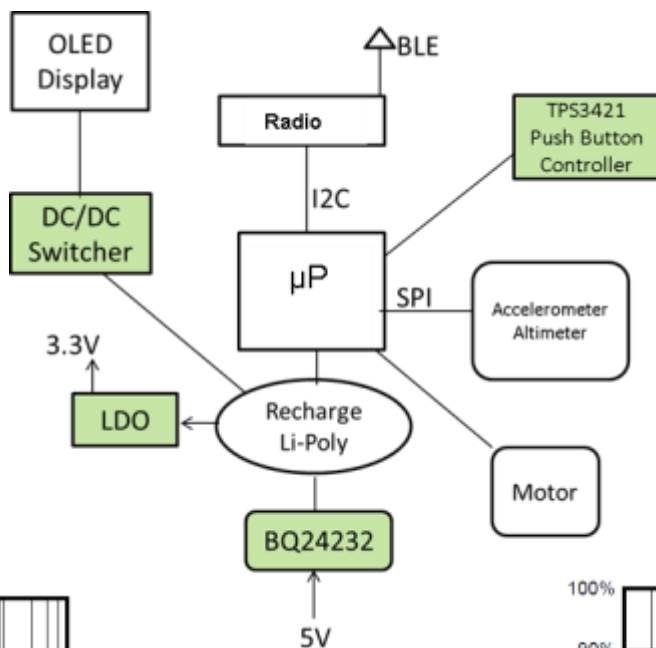 OLED
Display
BLE
Radio
TPS3421
Push Button
Controller
I2C
DC/DC
Switcher
µP
SPI
Accelerometer
Altimeter
3.3V
LDO
Recharge
Li-Poly
Motor
BQ24232
100%
5V